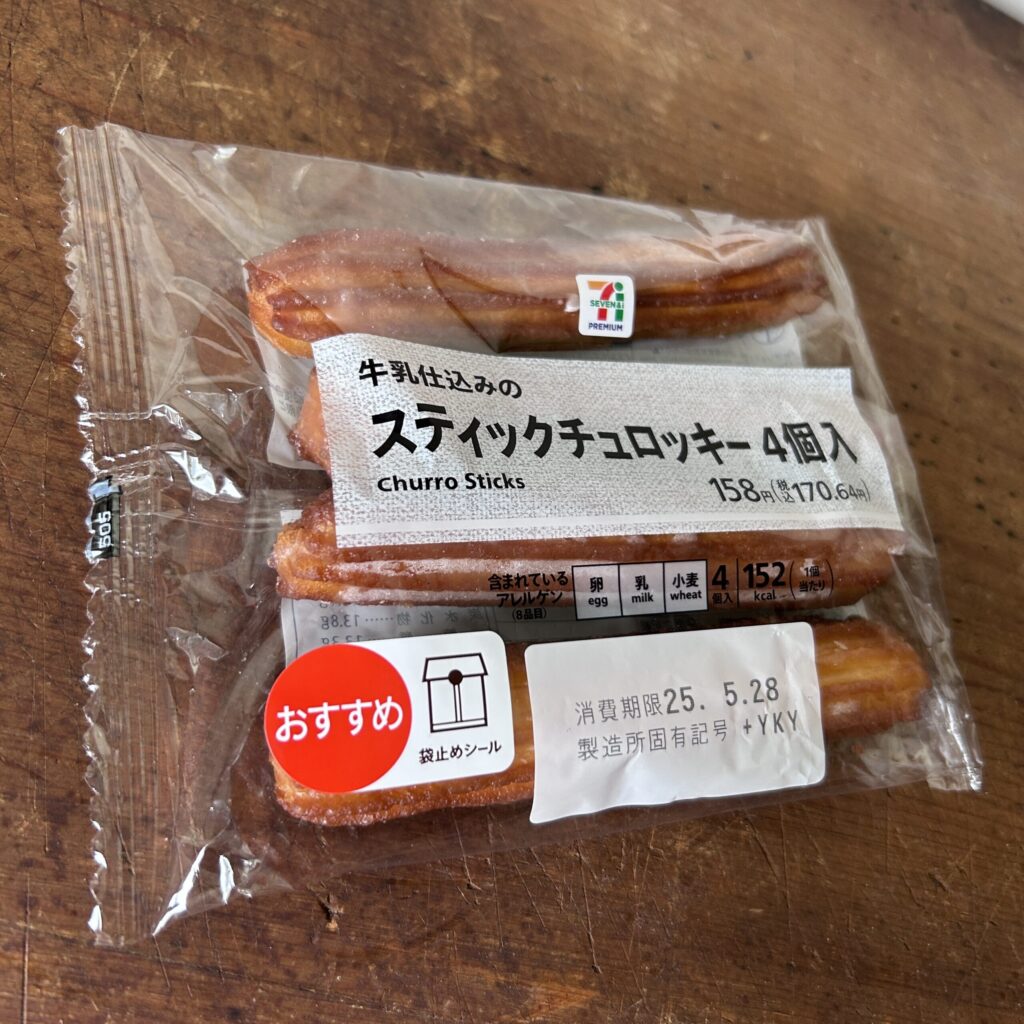 SEVEN&i
PREMIUM
牛乳仕込みの
スティックチュロッキー 4個入
Churro Sticks
158円(税込170.64円)
505
含まれている
アレルゲン
(8品目)
卵
egg
乳
milk
小麦
wheat
4
個入
152
kcal
(1個
当たり)
13.8g
おすすめ
袋止めシール
消費期限25. 5.28
製造所固有記号 +YKY